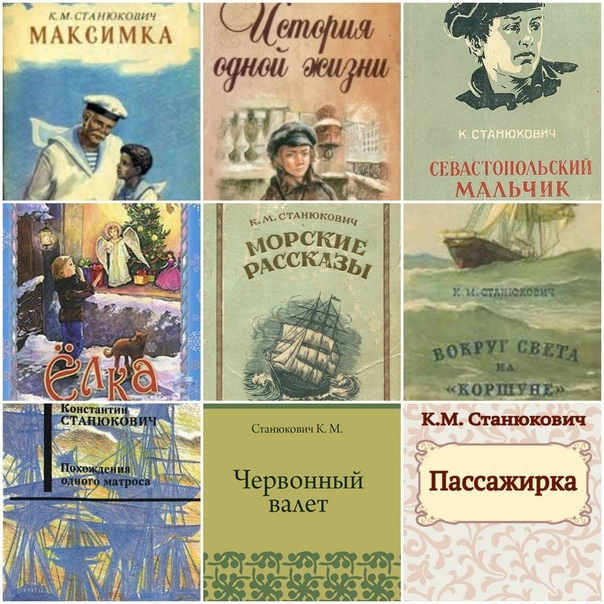 К. М. СТАНЮКОВИЧ
МАКСИМКА
История
одной жизни
К. СТАНЮКОВИЧ
СЕВАСТОПОЛЬСКИЙ
МАЛЬЧИК
Ёлка
К. М. СТАНЮКОВИЧ
МОРСКИЕ
РАССКАЗЫ
К. М. СТАНЮКОВИЧ
ВОКРУГ СВЕТА
НА
«КОРШУНЕ»
Константин
СТАНЮКОВИЧ
Похождения
одного матроса
Станюкович К. М.
Червонный
валет
К.М. Станюкович
Пассажирка